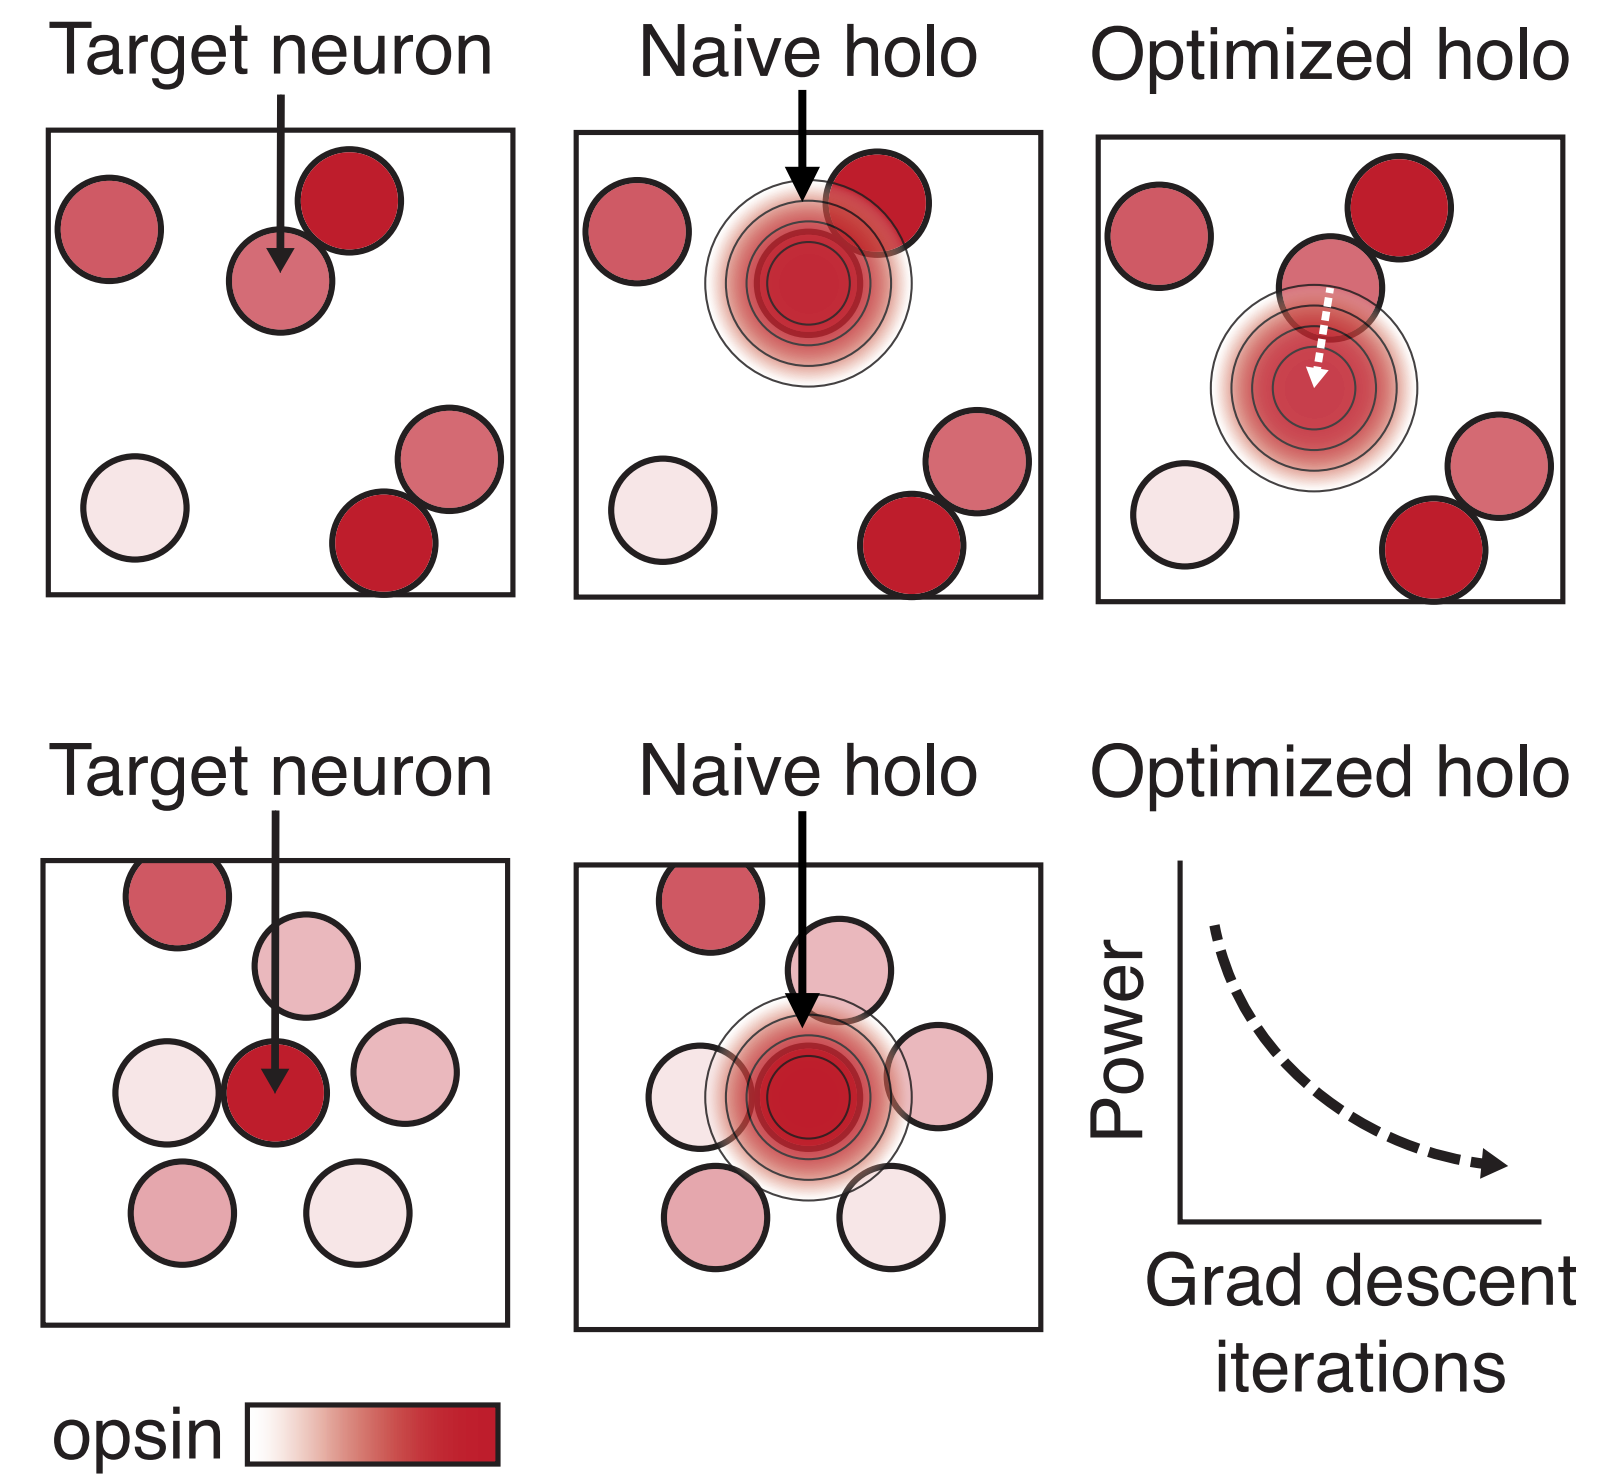 Target neuron
Naive holo
Optimized holo
Target neuron
Naive holo
Optimized holo
Power
Grad descent
iterations
opsin